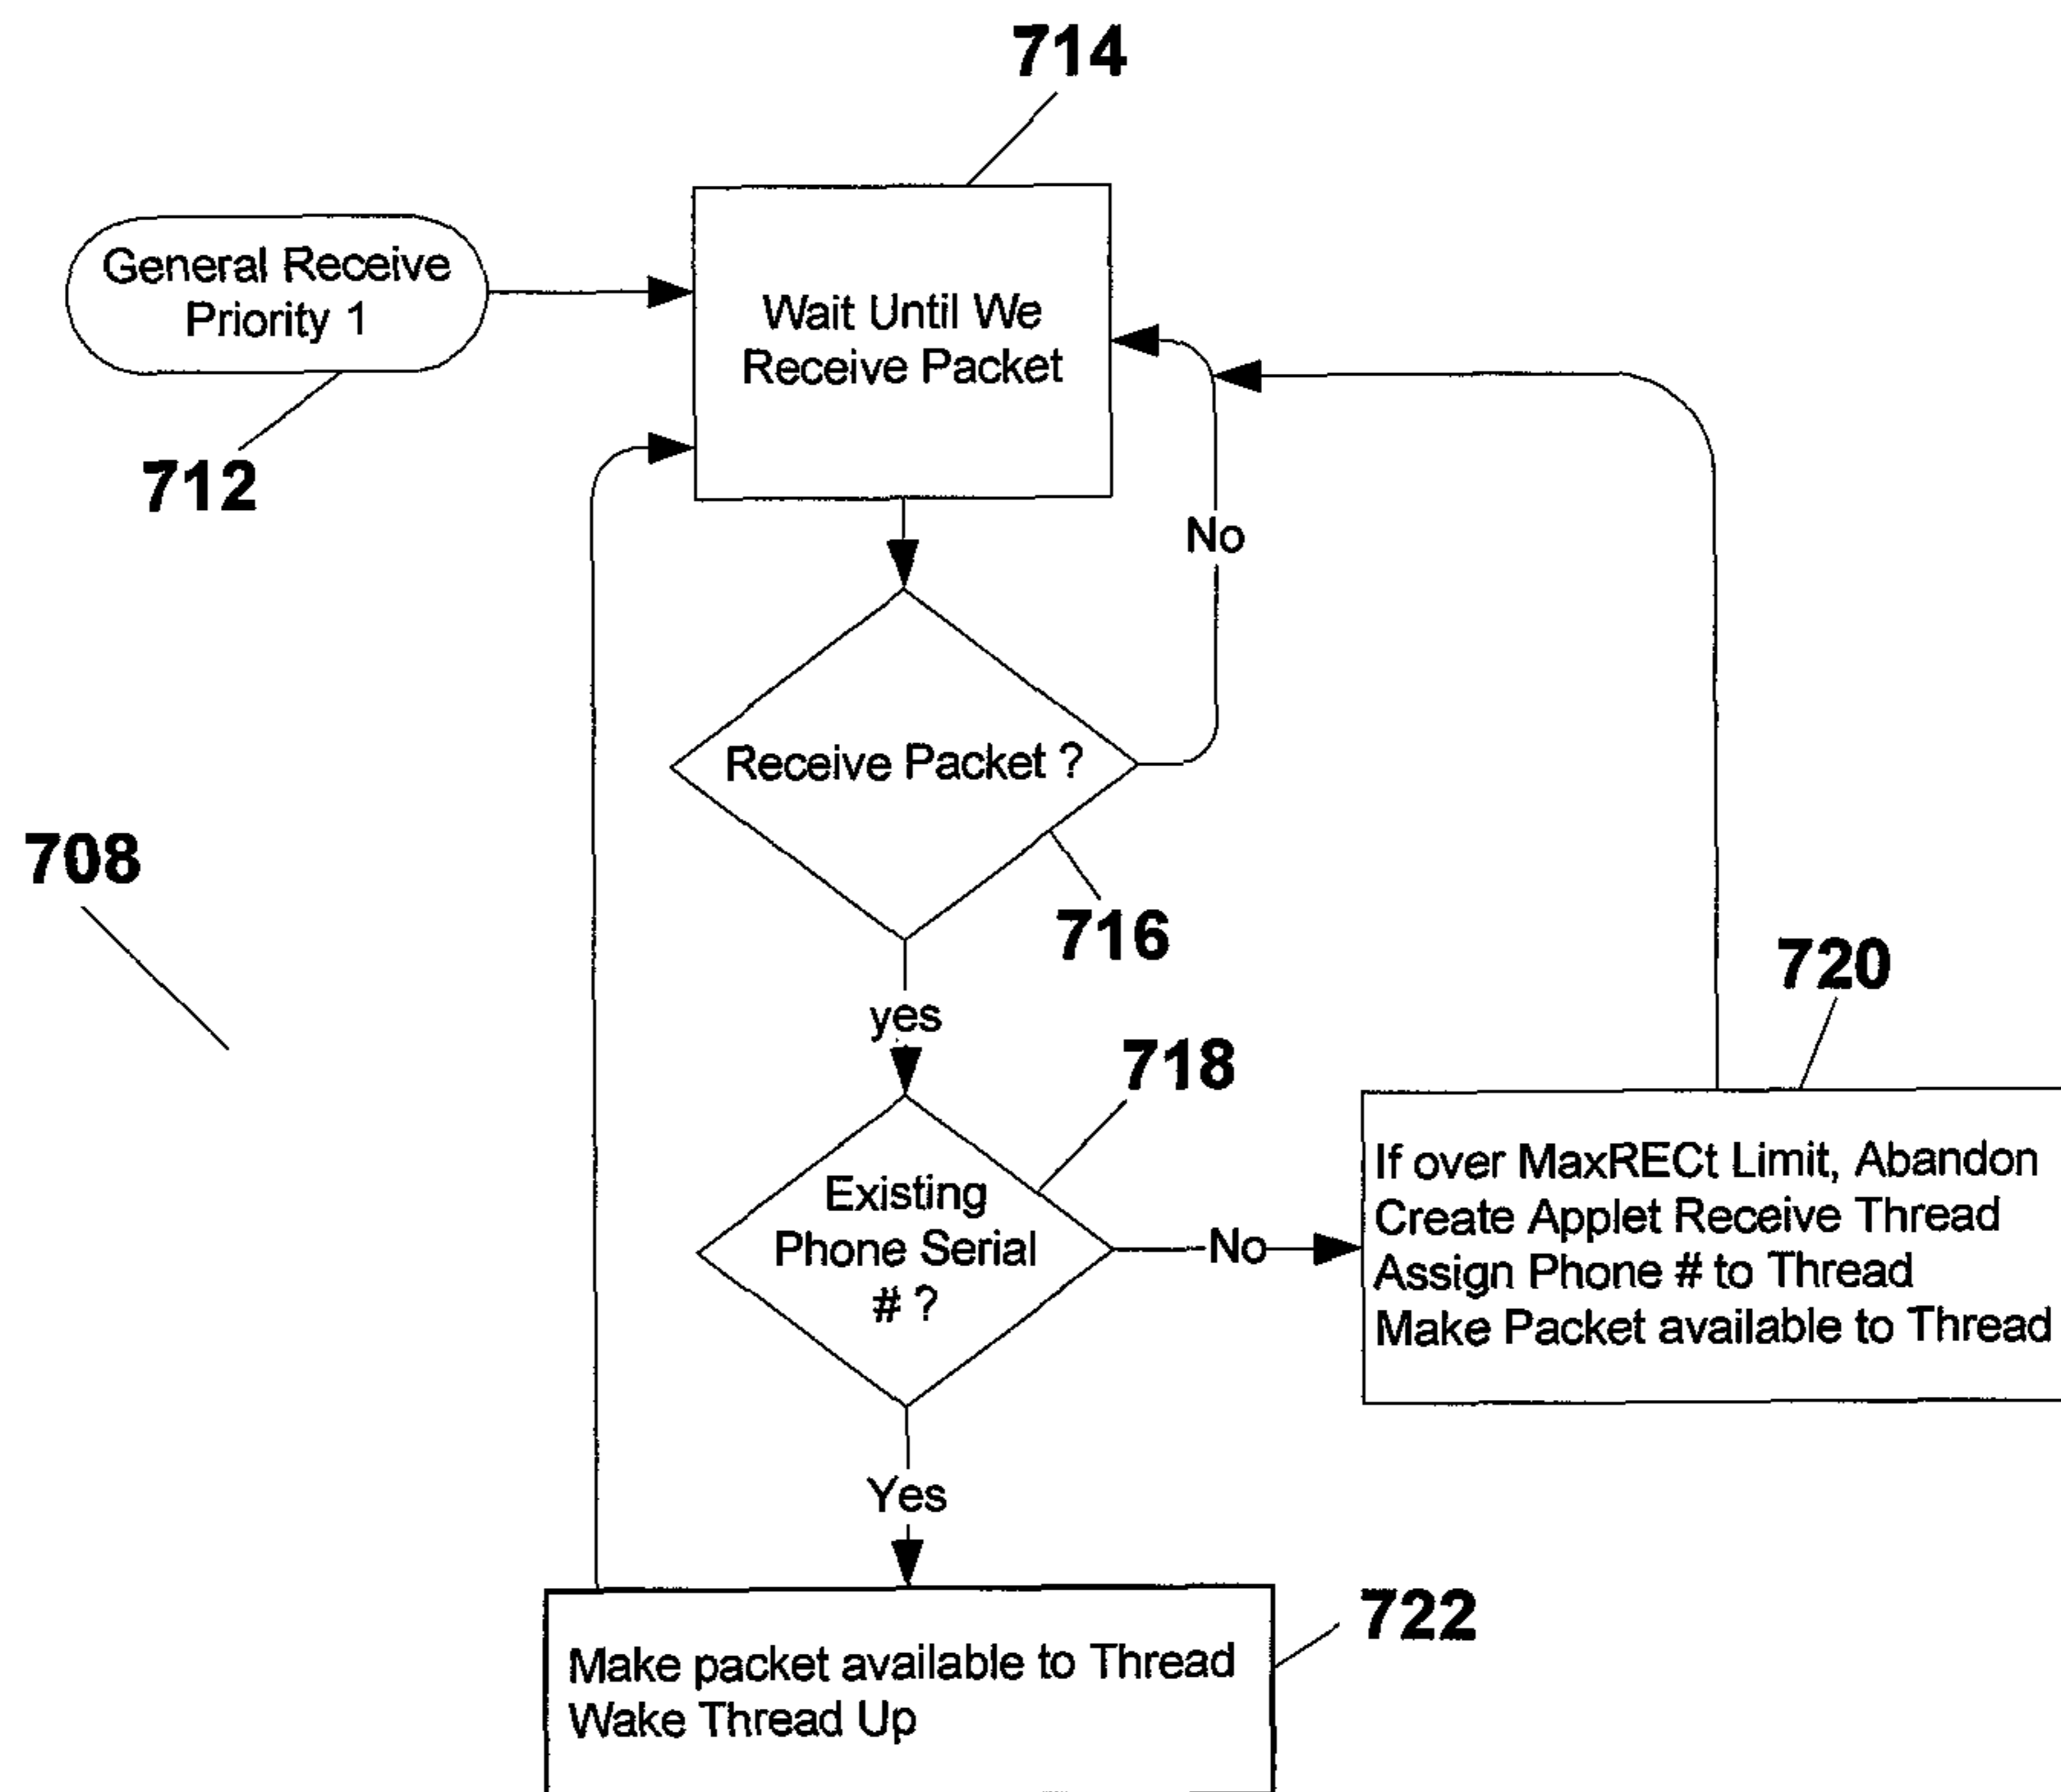 714
General Receive
Priority 1
712
Wait Until We
Receive Packet
No
Receive Packet ?
716
708
yes
718
720
Existing
Phone Serial
# ?
No
If over MaxRECt Limit, Abandon
Create Applet Receive Thread
Assign Phone # to Thread
Make Packet available to Thread
Yes
722
Make packet available to Thread
Wake Thread Up